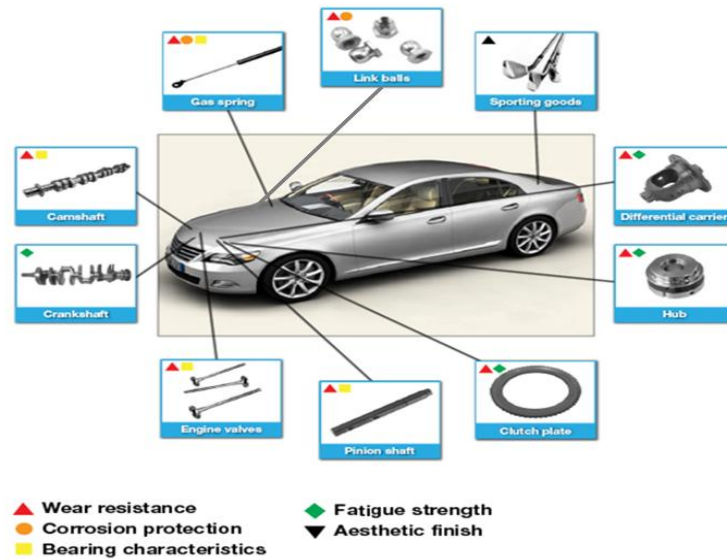 Gas spring
Link balls
Sporting goods
Camshaft
Differential carrier
Crankshaft
Hub
Engine valves
Pinion shaft
Clutch plate
Wear resistance
Corrosion protection
Bearing characteristics
Fatigue strength
Aesthetic finish